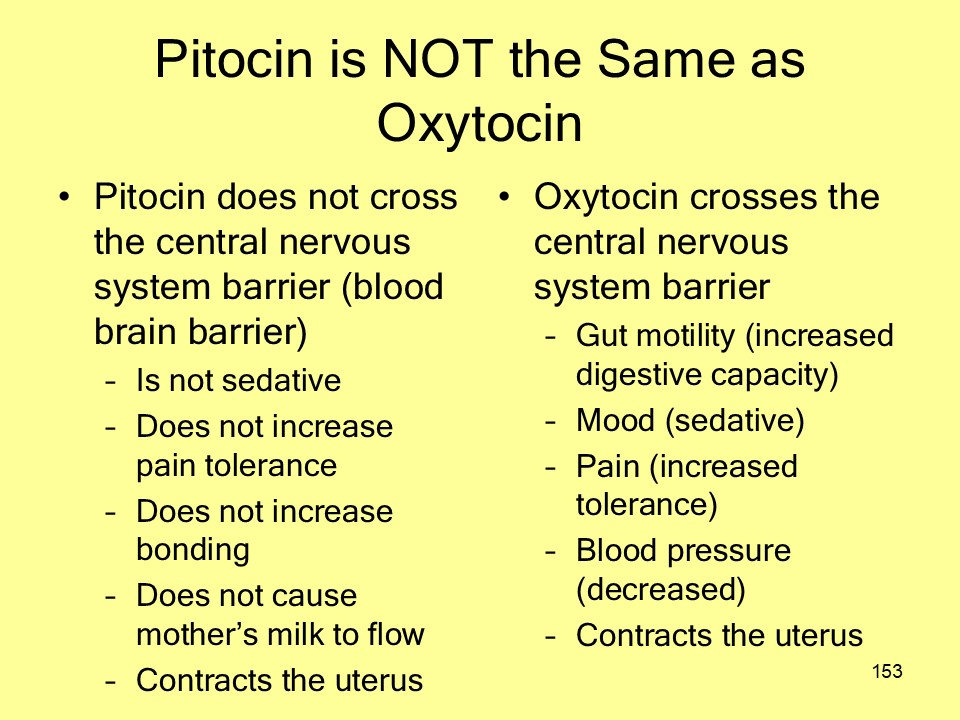 Pitocin is NOT the Same as
Oxytocin
• Pitocin does not cross
the central nervous
system barrier (blood
brain barrier)
– Is not sedative
– Does not increase
pain tolerance
– Does not increase
bonding
– Does not cause
mother’s milk to flow
– Contracts the uterus
• Oxytocin crosses the
central nervous
system barrier
– Gut motility (increased
digestive capacity)
– Mood (sedative)
– Pain (increased
tolerance)
– Blood pressure
(decreased)
– Contracts the uterus
153